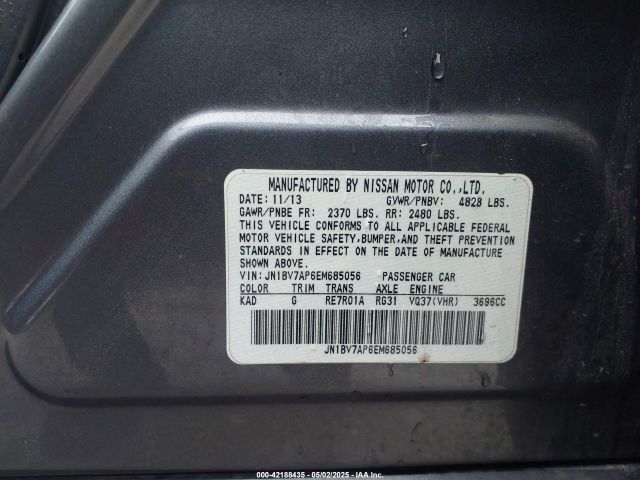 MANUFACTURED BY NISSAN MOTOR CO.,LTD.
DATE: 11/13 GVWR/PNBV: 4828 LBS.
GAWR/PNBE FR: 2370 LBS. RR: 2480 LBS.
THIS VEHICLE CONFORMS TO ALL APPLICABLE FEDERAL
MOTOR VEHICLE SAFETY,BUMPER,AND THEFT PREVENTION
STANDARDS IN EFFECT ON THE DATE OF MANUFACTURE
SHOWN ABOVE.
VIN: JN1BV7AP6EM685056 PASSENGER CAR
COLOR TRIM TRANS AXLE ENGINE
KAD G RE7R01A RG31 VQ37(VHR) 3696CC
JN1BV7AP6EM685056
000-42188435 - 05/02/2025 - IAA Inc.